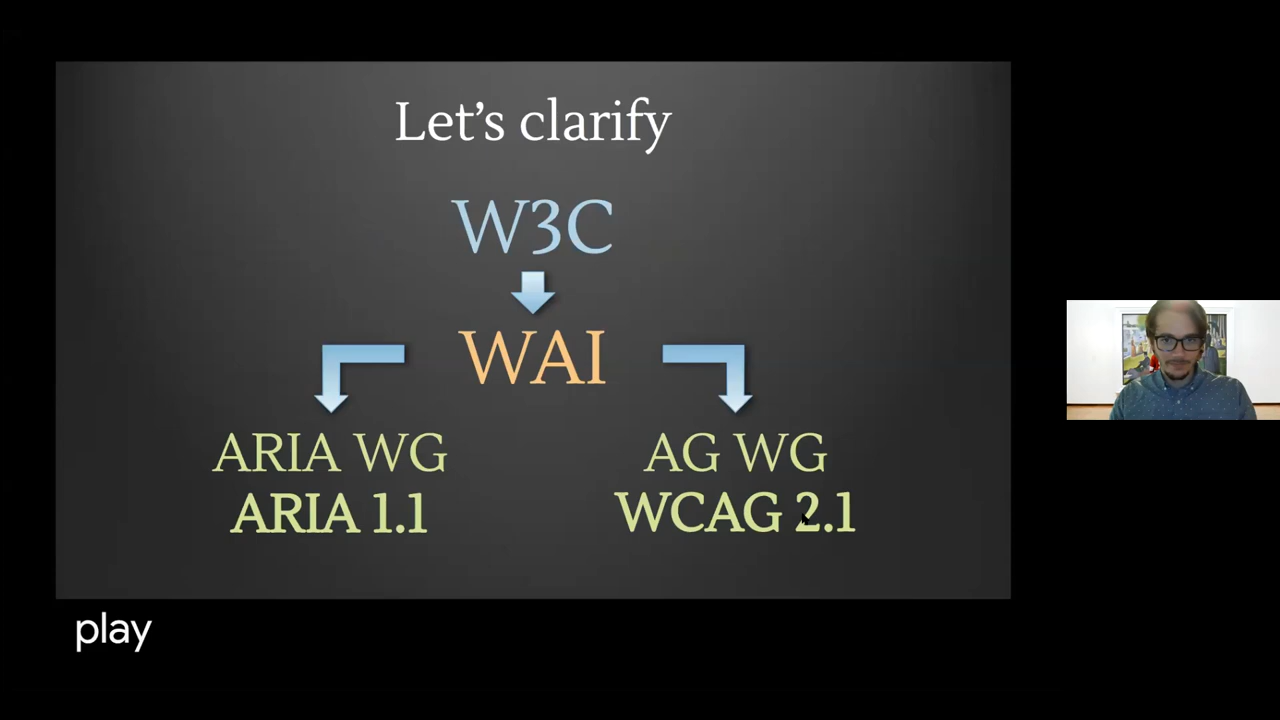 Let's clarify
W3C
WAI
ARIA WG
ARIA 1.1
AG WG
WCAG 2.1
play